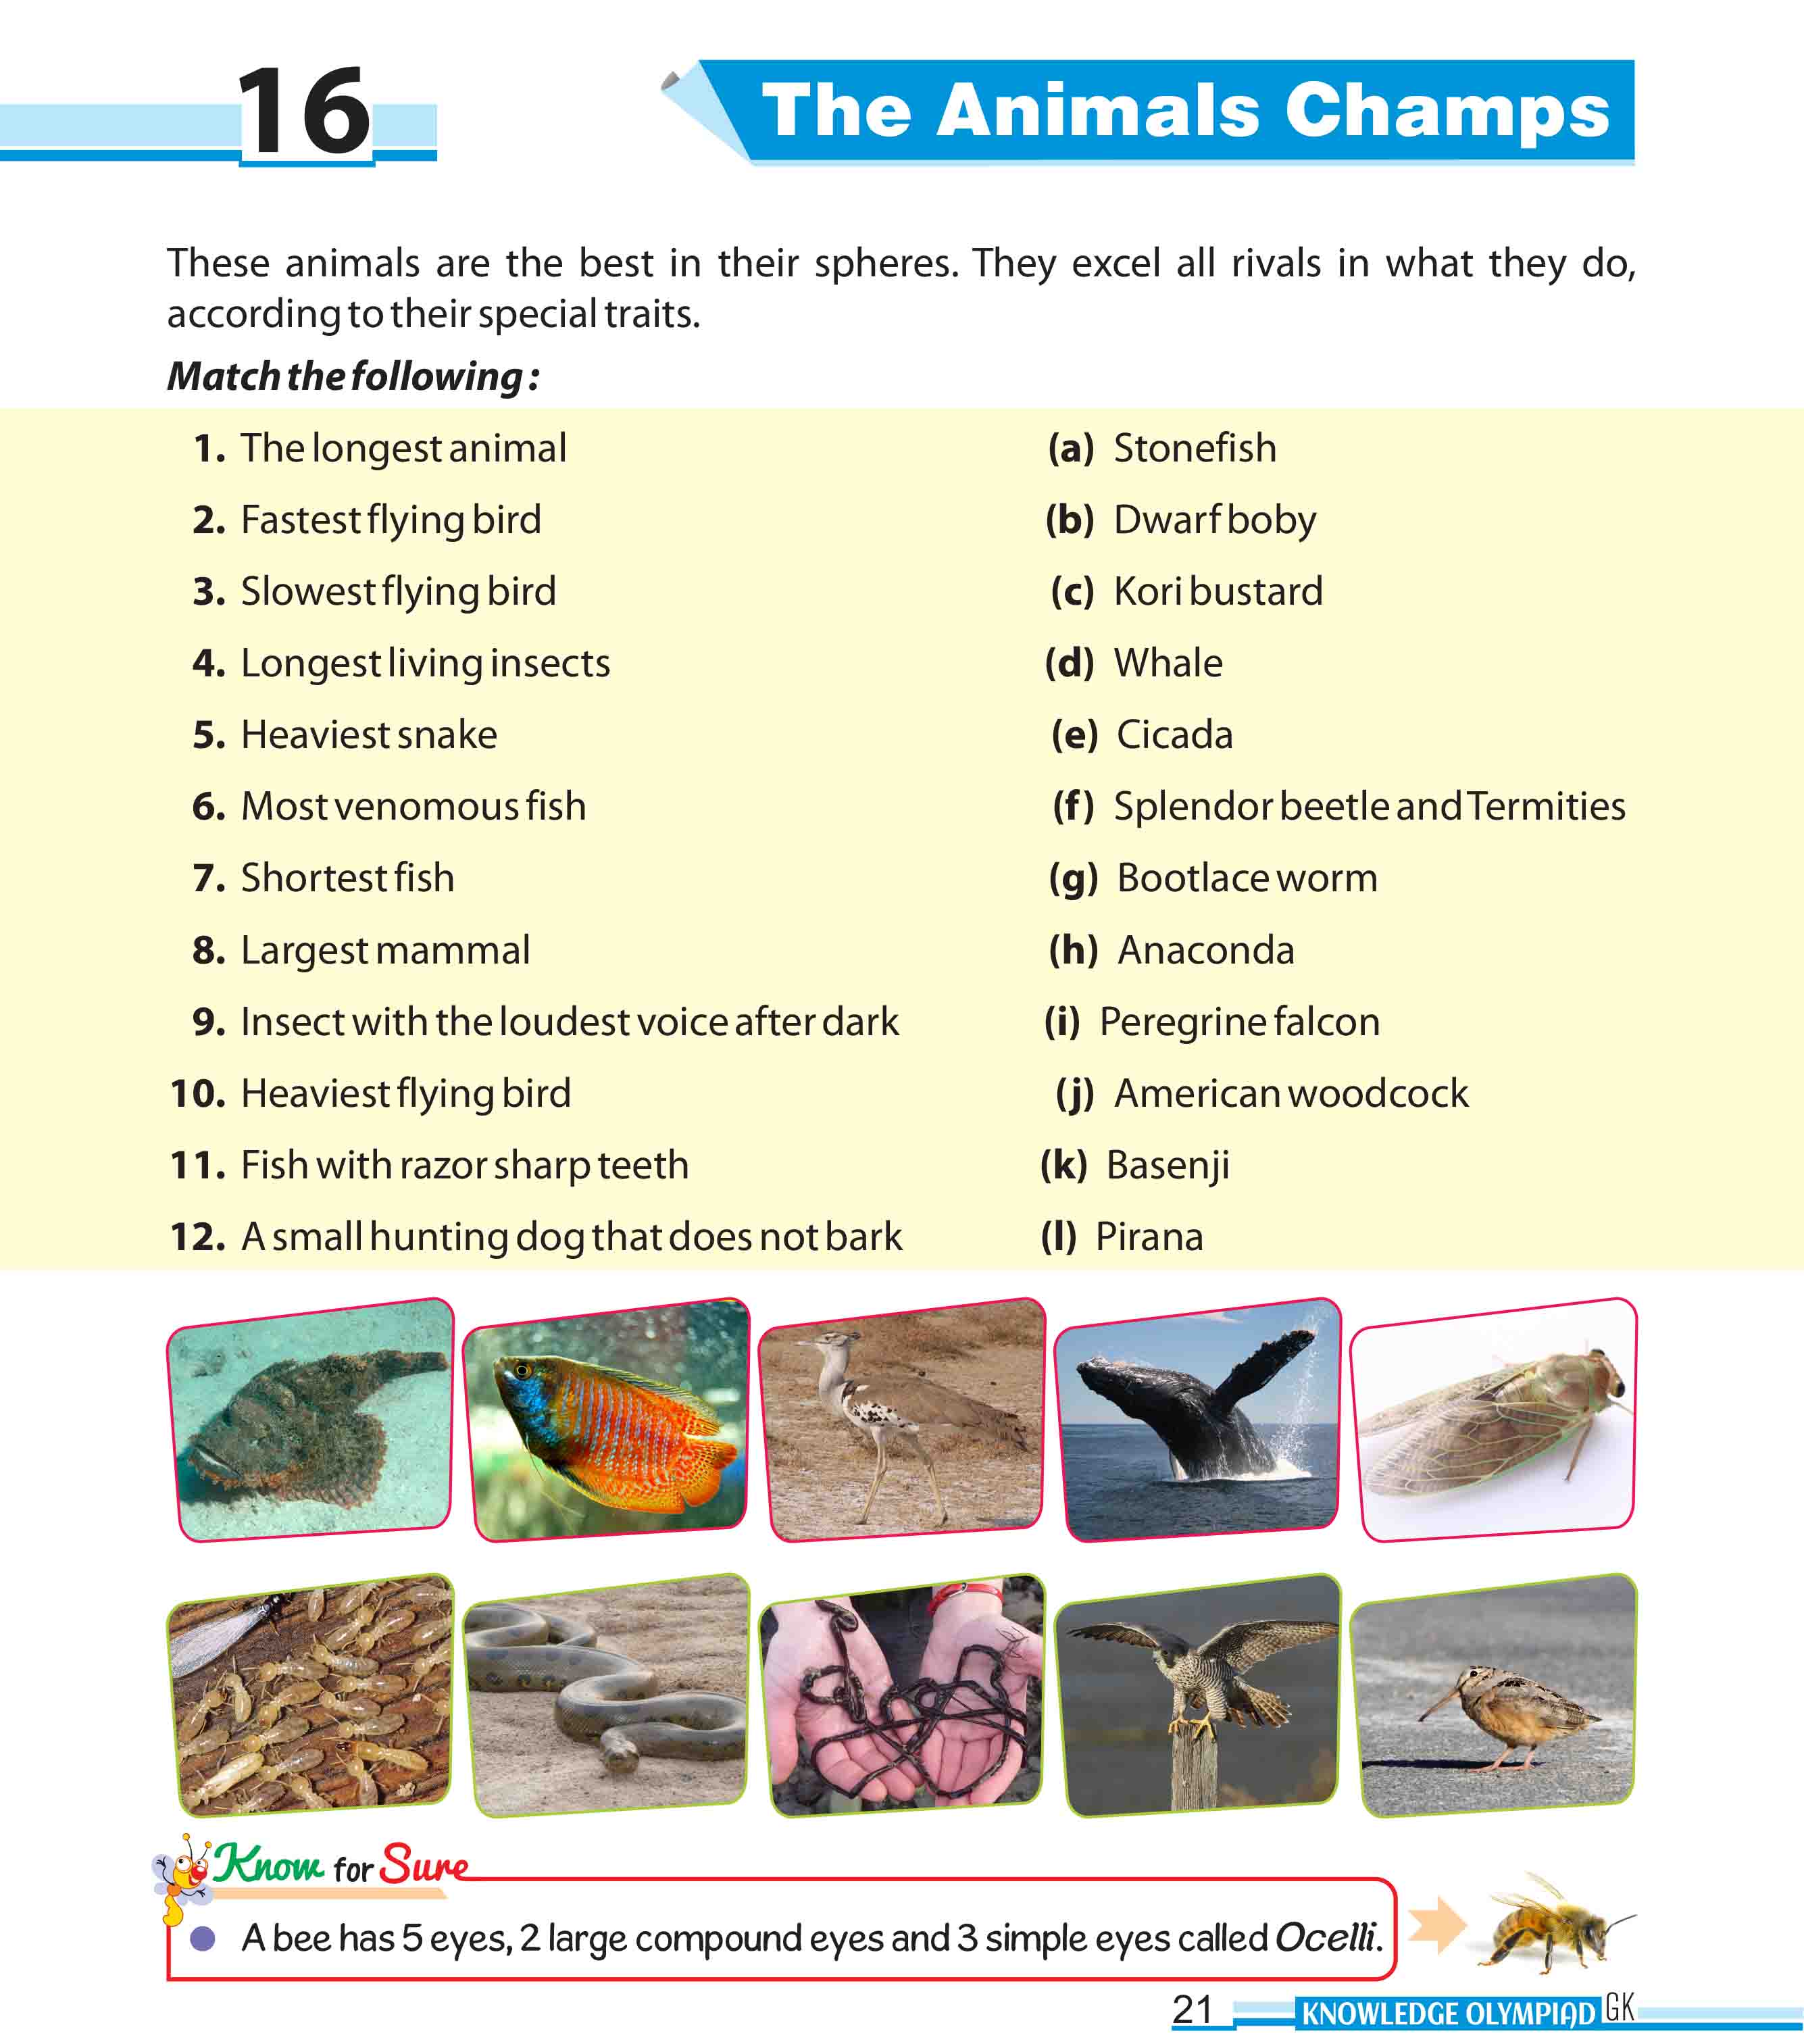 16
The Animals Champs
These animals are the best in their spheres. They excel all rivals in what they do,
according to their special traits.
Match the following :
1. The longest animal (a) Stonefish
2. Fastest flying bird (b) Dwarf boby
3. Slowest flying bird (c) Kori bustard
4. Longest living insects (d) Whale
5. Heaviest snake (e) Cicada
6. Most venomous fish (f) Splendor beetle and Termities
7. Shortest fish (g) Bootlace worm
8. Largest mammal (h) Anaconda
9. Insect with the loudest voice after dark (i) Peregrine falcon
10. Heaviest flying bird (j) American woodcock
11. Fish with razor sharp teeth (k) Basenji
12. A small hunting dog that does not bark (l) Pirana
Know for Sure
● A bee has 5 eyes, 2 large compound eyes and 3 simple eyes called Ocelli.
21 KNOWLEDGE OLYMPIAD GK